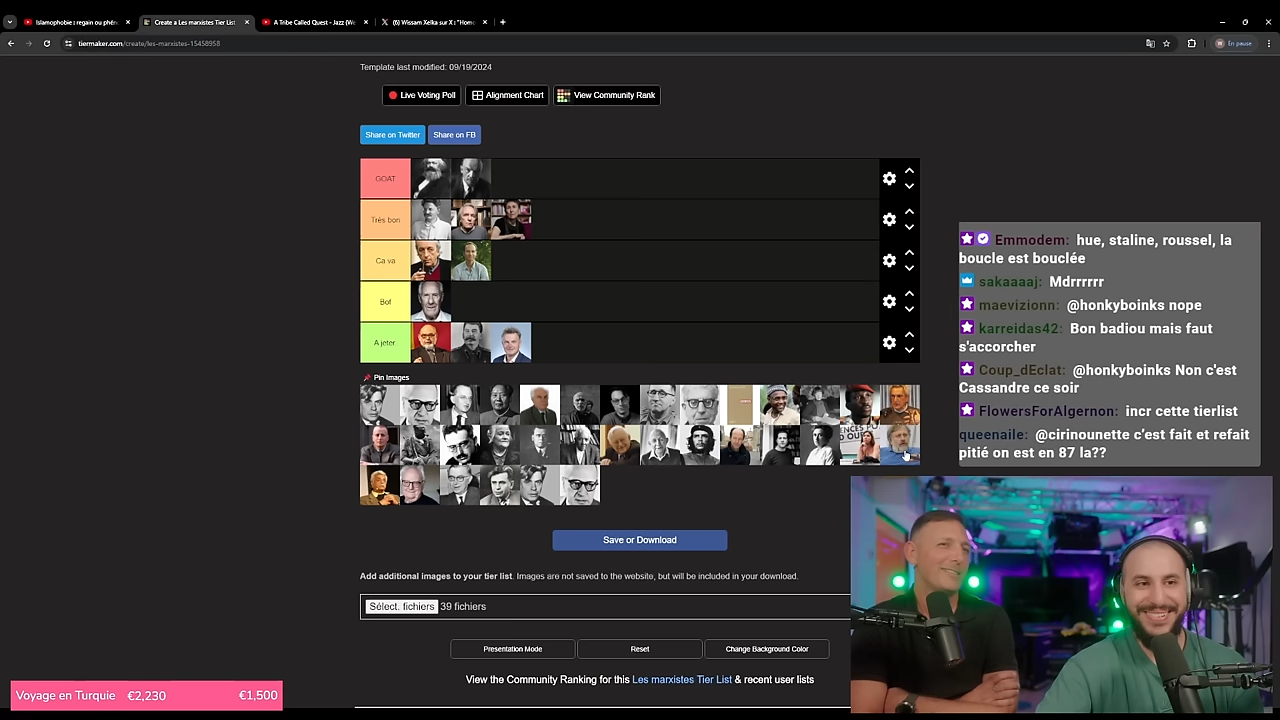 Islamophobie : regain ou phén
Create a Les marxistes Tier List
A Tribe Called Quest - Jazz (We
(6) Wissam Xelka sur X : "Hom
tiermaker.com/create/les-marxistes-15458958
En pause
Template last modified: 09/19/2024
Live Voting Poll
Alignment Chart
View Community Rank
Share on Twitter
Share on FB
GOAT
Très bon
Ca va
Bof
A jeter
Pin Images
Save or Download
Add additional images to your tier list. Images are not saved to the website, but will be included in your download.
Sélect. fichiers 39 fichiers
Presentation Mode
Reset
Change Background Color
View the Community Ranking for this Les marxistes Tier List & recent user lists
Emmodem: hue, staline, roussel, la
boucle est bouclée
sakaaaaj: Mdrrrrrr
maevizionn: @honkyboinks nope
karreidas42: Bon badiou mais faut
s'accorcher
Coup_dEclat: @honkyboinks Non c'est
Cassandre ce soir
FlowersForAlgernon: incr cette tierlist
queenaile: @cirinounette c'est fait et refait
pitié on est en 87 la??
Voyage en Turquie €2,230 €1,500